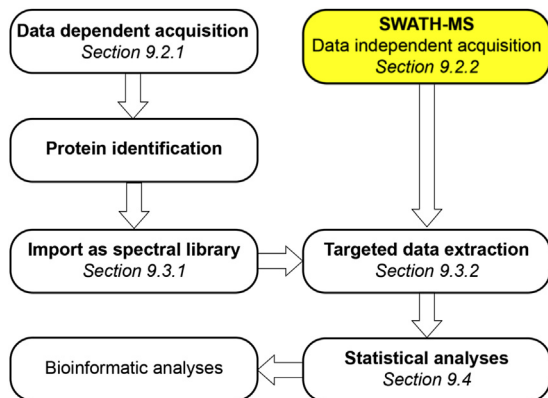 Data dependent acquisition
Section 9.2.1
SWATH-MS
Data independent acquisition
Section 9.2.2
Protein identification
Import as spectral library
Section 9.3.1
Targeted data extraction
Section 9.3.2
Bioinformatic analyses
Statistical analyses
Section 9.4